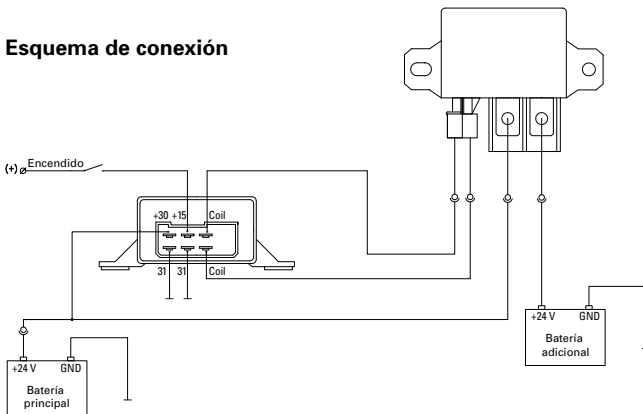 Esquema de conexión
(+) Encendido
+30 +15 Coil
31 31 Coil
+24 V GND
Batería
adicional
+24 V GND
Batería
principal